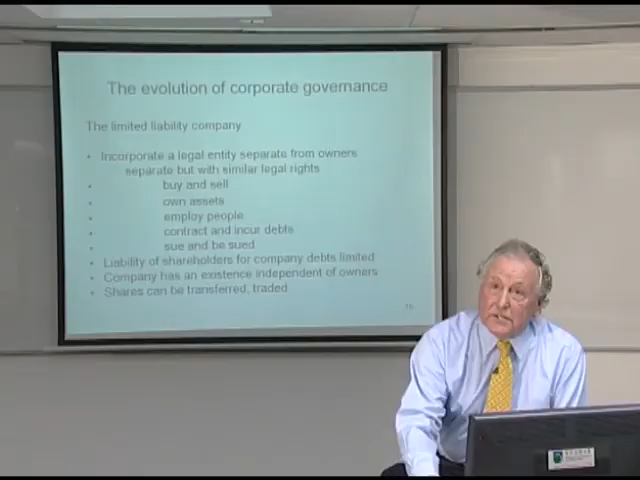 The evolution of corporate governance
The limited liability company
• Incorporate a legal entity separate from owners
separate but with similar legal rights
• buy and sell
• own assets
• employ people
• contract and incur debts
• sue and be sued
• Liability of shareholders for company debts limited
• Company has an existence independent of owners
• Shares can be transferred, traded